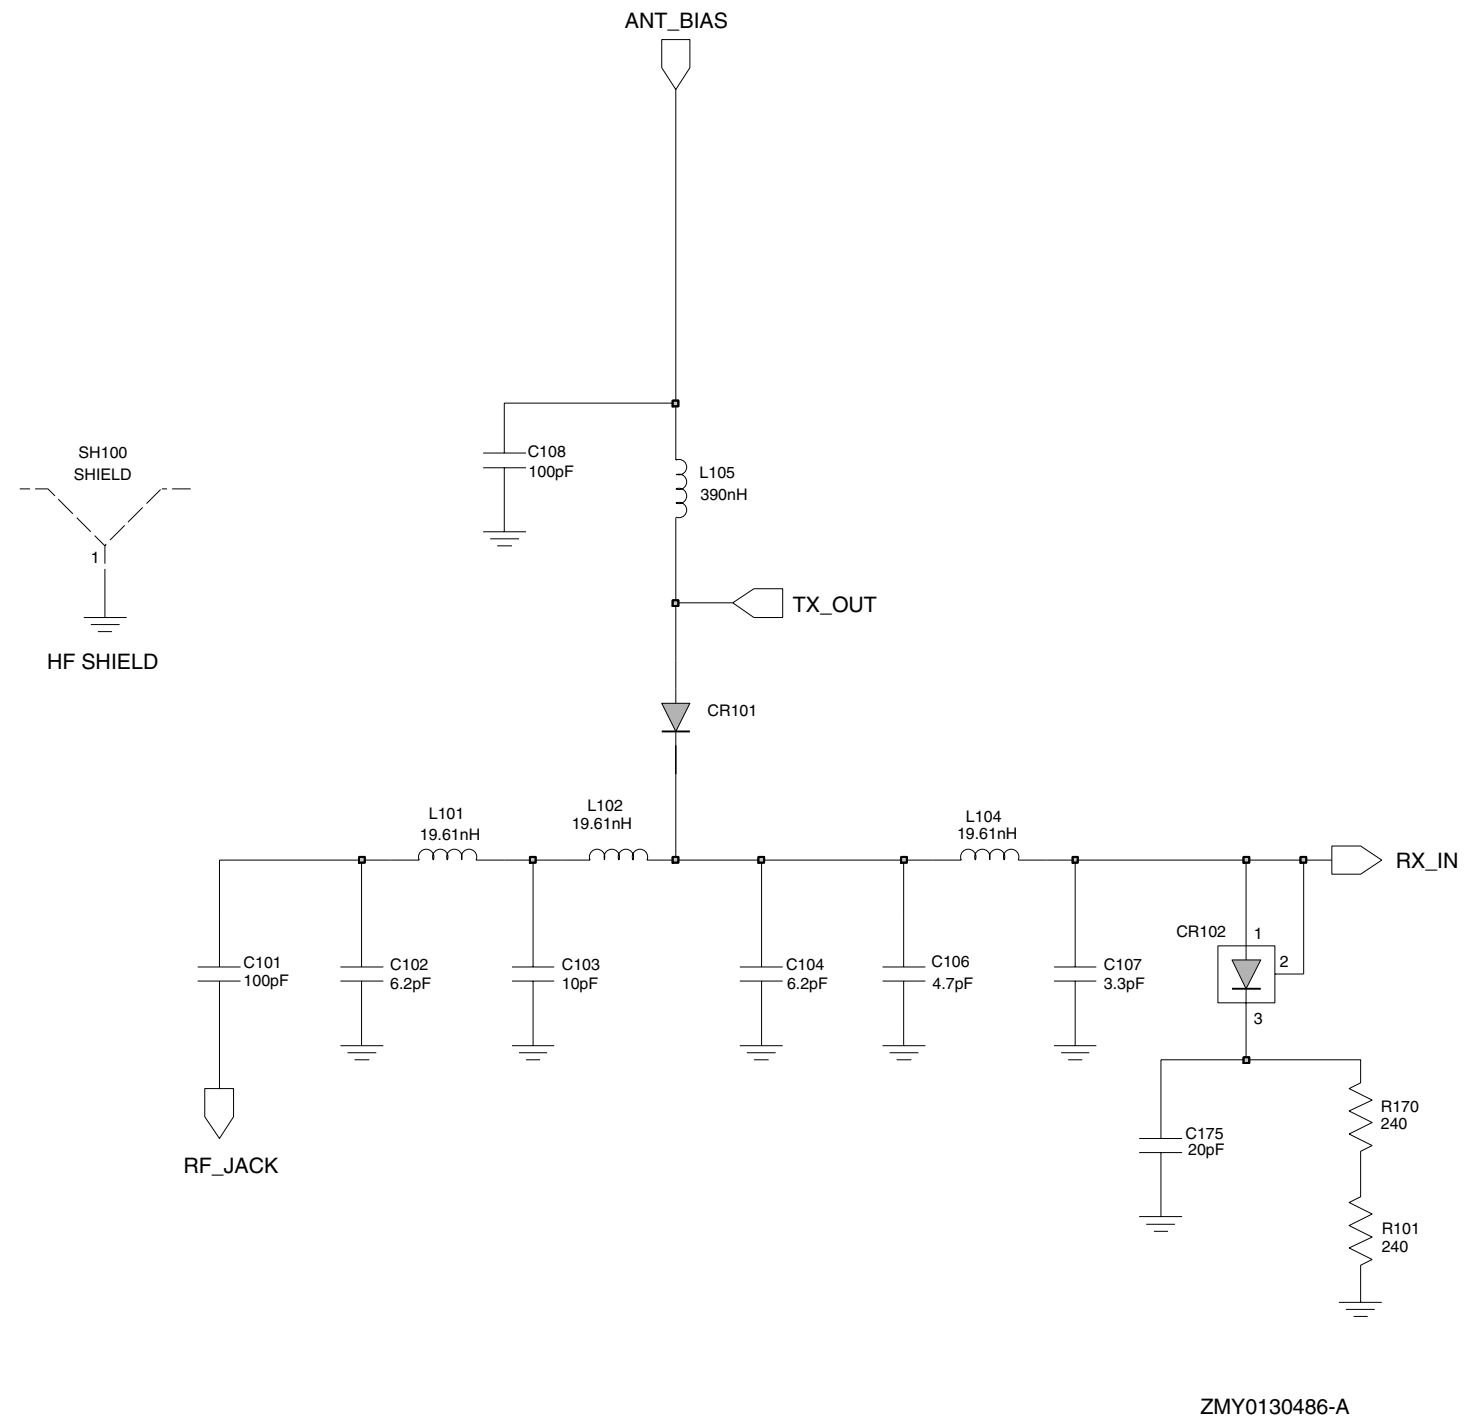 ANT_BIAS
C108
100pF
L105
390nH
SH100
SHIELD
1
HF SHIELD
TX_OUT
CR101
L101
19.61nH
L102
19.61nH
L104
19.61nH
RX_IN
C101
100pF
C102
6.2pF
C103
10pF
C104
6.2pF
C106
4.7pF
C107
3.3pF
CR102
1
2
3
RF_JACK
C175
20pF
R170
240
R101
240
ZMY0130486-A